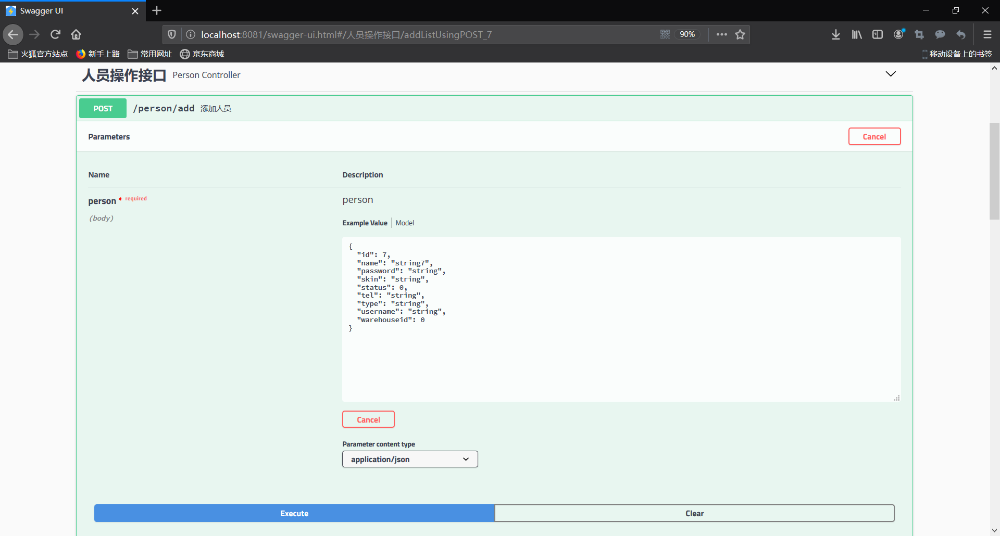 Swagger UI
localhost:8081/swagger-ui.html#/人员操作接口/addListUsingPOST_7
90%
火狐官方站点 新手上路 常用网址 京东商城 移动设备上的书签
人员操作接口 Person Controller
POST /person/add 添加人员
Parameters Cancel
Name Description
person * required person
(body)
Example Value Model
{
"id": 7,
"name": "string7",
"password": "string",
"skin": "string",
"status": 0,
"tel": "string",
"type": "string",
"username": "string",
"warehouseid": 0
}
Cancel
Parameter content type
application/json
Execute Clear